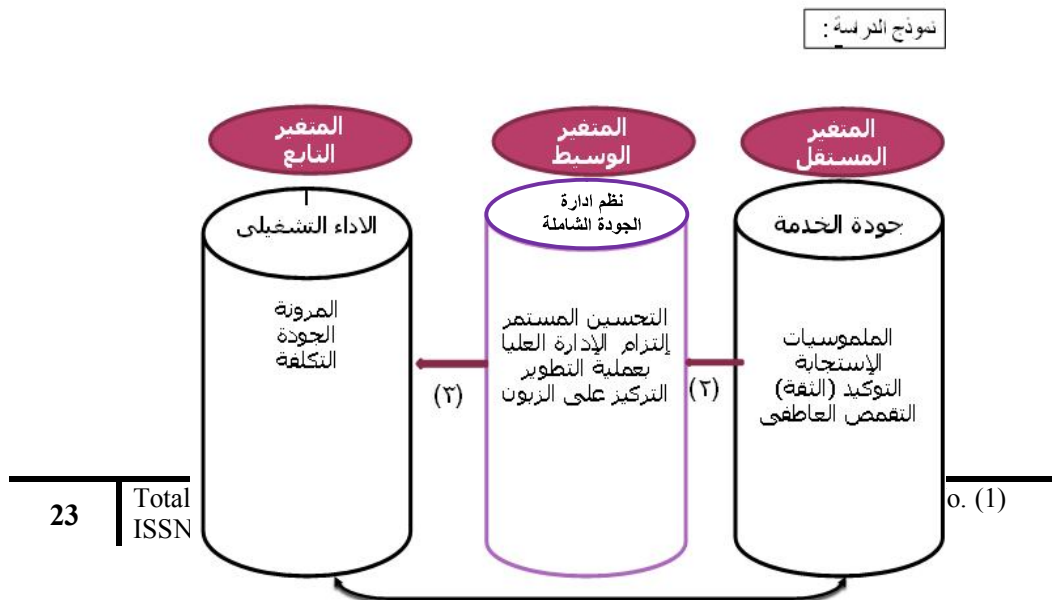 نموذج الدراسة :
المتغير
المستقل
جودة الخدمة
الملموسيات
الإستجابة
التوكيد (الثقة)
التقمص العاطفى
(٢)
المتغير
الوسيط
نظم ادارة
الجودة الشاملة
التحسين المستمر
إلتزام الإدارة العليا
بعملية التطوير
التركيز على الزبون
(٣)
المتغير
التابع
الاداء التشغيلى
المرونة
الجودة
التكلفة
23
Total
o. (1)
ISSN